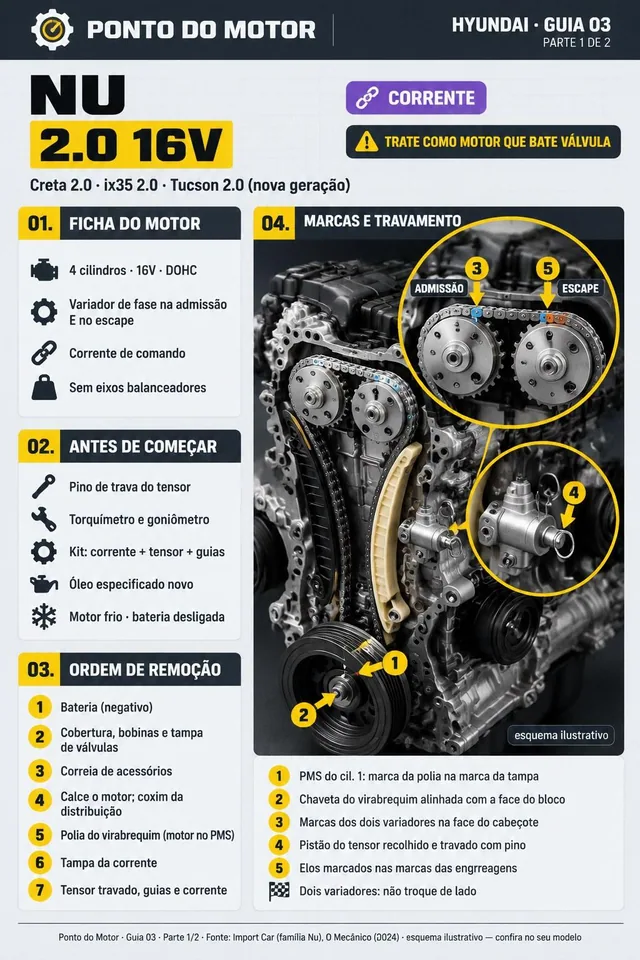 PONTO DO MOTOR
HYUNDAI · GUIA 03
PARTE 1 DE 2
NU
2.0 16V
CORRENTE
TRATE COMO MOTOR QUE BATE VÁLVULA
Creta 2.0 · ix35 2.0 · Tucson 2.0 (nova geração)
01. FICHA DO MOTOR
4 cilindros · 16V · DOHC
Variador de fase na admissão
E no escape
Corrente de comando
Sem eixos balanceadores
02. ANTES DE COMEÇAR
Pino de trava do tensor
Torquímetro e goniômetro
Kit: corrente + tensor + guias
Óleo especificado novo
Motor frio · bateria desligada
03. ORDEM DE REMOÇÃO
1 Bateria (negativo)
2 Cobertura, bobinas e tampa
de válvulas
3 Correia de acessórios
4 Calce o motor; coxim da
distribuição
5 Polia do virabrequim (motor no PMS)
6 Tampa da corrente
7 Tensor travado, guias e corrente
04. MARCAS E TRAVAMENTO
3
5
ADMISSÃO
ESCAPE
4
1
2
esquema ilustrativo
1 PMS do cil. 1: marca da polia na marca da tampa
2 Chaveta do virabrequim alinhada com a face do bloco
3 Marcas dos dois variadores na face do cabeçote
4 Pistão do tensor recolhido e travado com pino
5 Elos marcados nas marcas das engrreagens
Dois variadores: não troque de lado
Ponto do Motor · Guia 03 · Parte 1/2 · Fonte: Import Car (família Nu), O Mecânico (2024) · esquema ilustrativo — confira no seu modelo